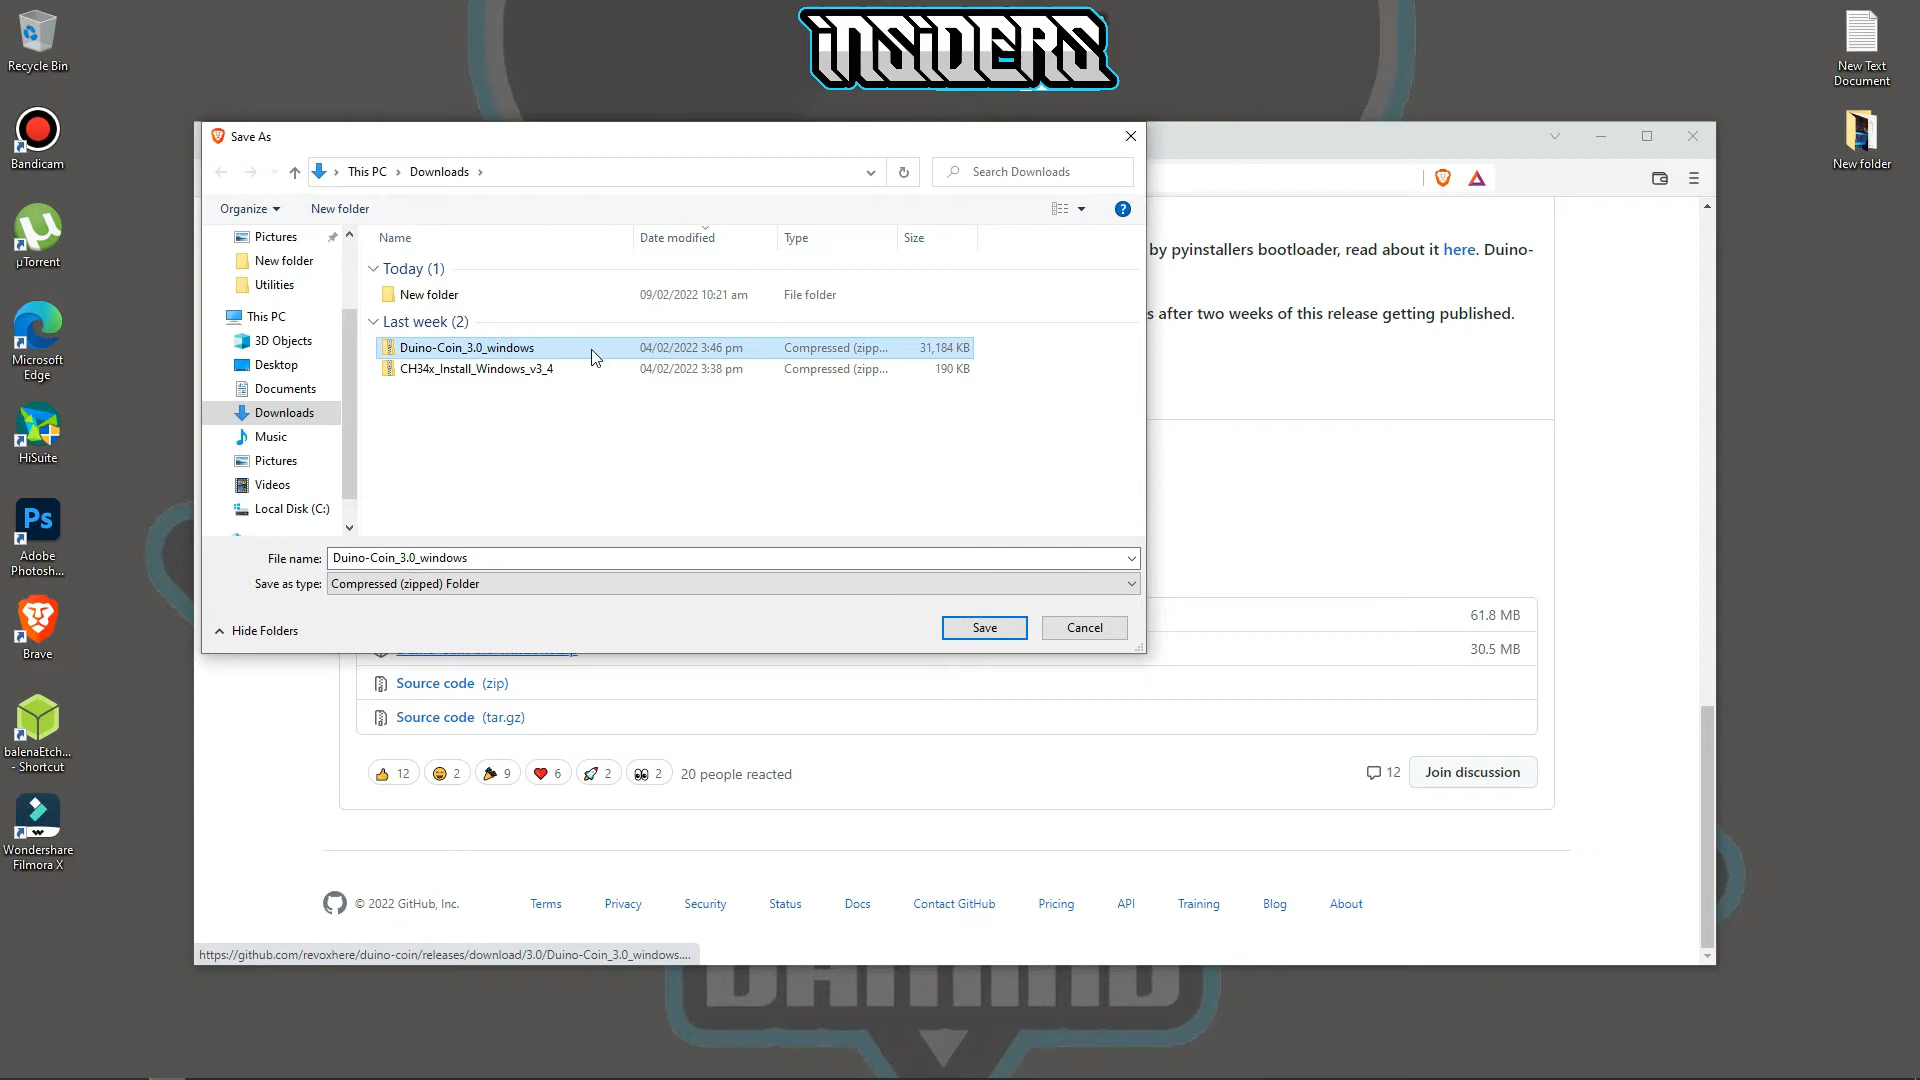 INSIDERS
Recycle Bin
Bandicam
µTorrent
Microsoft
Edge
HiSuite
Ps
Adobe
Photosh...
Brave
balenaEtch...
- Shortcut
Wondershare
Filmora X
New Text
Document
New folder
Save As
This PC
Downloads
Search Downloads
Organize
New folder
Pictures
New folder
Utilities
This PC
3D Objects
Desktop
Documents
Downloads
Music
Pictures
Videos
Local Disk (C:)
Name Date modified Type Size
Today (1)
New folder 09/02/2022 10:21 am File folder
Last week (2)
Duino-Coin_3.0_windows 04/02/2022 3:46 pm Compressed (zipp... 31,184 KB
CH34x_Install_Windows_v3_4 04/02/2022 3:38 pm Compressed (zipp... 190 KB
File name: Duino-Coin_3.0_windows
Save as type: Compressed (zipped) Folder
Hide Folders
Save
Cancel
by pyinstallers bootloader, read about it here. Duino-
s after two weeks of this release getting published.
61.8 MB
30.5 MB
Source code (zip)
Source code (tar.gz)
12 2 9 6 2 2 20 people reacted
12 Join discussion
© 2022 GitHub, Inc. Terms Privacy Security Status Docs Contact GitHub Pricing API Training Blog About
https://github.com/revoxhere/duino-coin/releases/download/3.0/Duino-Coin_3.0_windows....